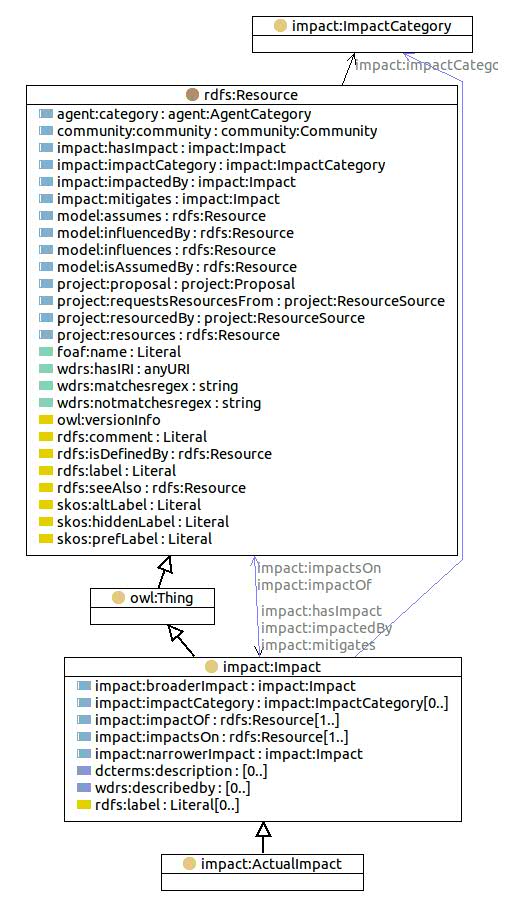 impact:ImpactCategory
impact:ImpactCatego
rdfs:Resource
agent:category : agent:AgentCategory
community:community : community:Community
impact:hasImpact : impact:Impact
impact:impactCategory : impact:ImpactCategory
impact:impactedBy : impact:Impact
impact:mitigates : impact:Impact
model:assumes : rdfs:Resource
model:influencedBy : rdfs:Resource
model:influences : rdfs:Resource
model:isAssumedBy : rdfs:Resource
project:proposal : project:Proposal
project:requestsResourcesFrom : project:ResourceSource
project:resourcedBy : project:ResourceSource
project:resources : rdfs:Resource
foaf:name : Literal
wdrs:hasIRI : anyURI
wdrs:matchesregex : string
wdrs:notmatchesregex : string
owl:versionInfo
rdfs:comment : Literal
rdfs:isDefinedBy : rdfs:Resource
rdfs:label : Literal
rdfs:seeAlso : rdfs:Resource
skos:altLabel : Literal
skos:hiddenLabel : Literal
skos:prefLabel : Literal
impact:impactsOn
impact:impactOf
owl:Thing
impact:hasImpact
impact:impactedBy
impact:mitigates
impact:Impact
impact:broaderImpact : impact:Impact
impact:impactCategory : impact:ImpactCategory[0..]
impact:impactOf : rdfs:Resource[1..]
impact:impactsOn : rdfs:Resource[1..]
impact:narrowerImpact : impact:Impact
dcterms:description : [0..]
wdrs:describedby : [0..]
rdfs:label : Literal[0..]
impact:ActualImpact